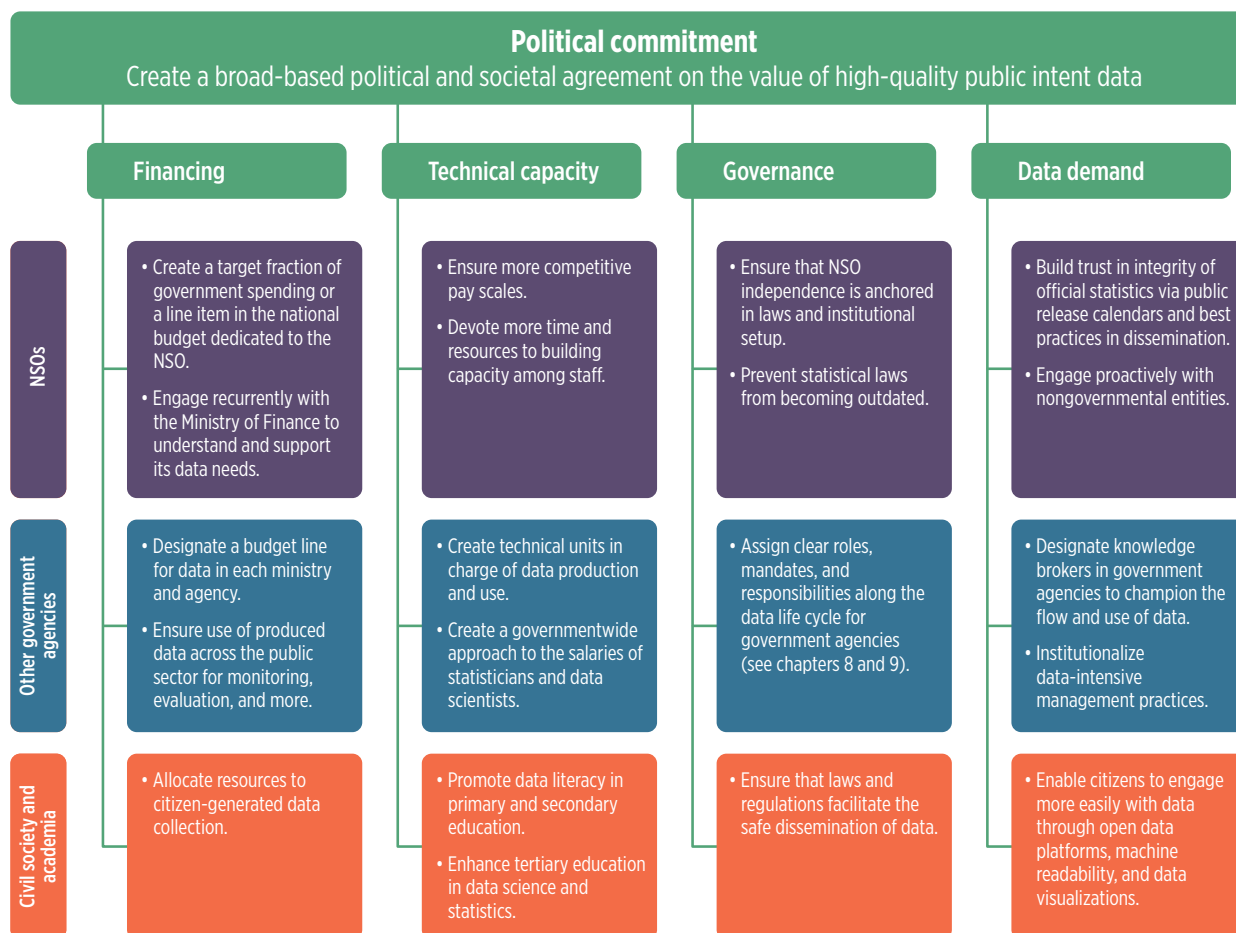 Political commitment
Create a broad-based political and societal agreement on the value of high-quality public intent data
Financing
Technical capacity
Governance
Data demand
NSOs
• Create a target fraction of
government spending or
a line item in the national
budget dedicated to the
NSO.
• Engage recurrently with
the Ministry of Finance to
understand and support
its data needs.
• Ensure more competitive
pay scales.
• Devote more time and
resources to building
capacity among staff.
• Ensure that NSO
independence is anchored
in laws and institutional
setup.
• Prevent statistical laws
from becoming outdated.
• Build trust in integrity of
official statistics via public
release calendars and best
practices in dissemination.
• Engage proactively with
nongovernmental entities.
Other government
agencies
• Designate a budget line
for data in each ministry
and agency.
• Ensure use of produced
data across the public
sector for monitoring,
evaluation, and more.
• Create technical units in
charge of data production
and use.
• Create a governmentwide
approach to the salaries of
statisticians and data
scientists.
• Assign clear roles,
mandates, and
responsibilities along the
data life cycle for
government agencies
(see chapters 8 and 9).
• Designate knowledge
brokers in government
agencies to champion the
flow and use of data.
• Institutionalize
data-intensive
management practices.
Civil society and
academia
• Allocate resources to
citizen-generated data
collection.
• Promote data literacy in
primary and secondary
education.
• Enhance tertiary education
in data science and
statistics.
• Ensure that laws and
regulations facilitate the
safe dissemination of data.
• Enable citizens to engage
more easily with data
through open data
platforms, machine
readability, and data
visualizations.